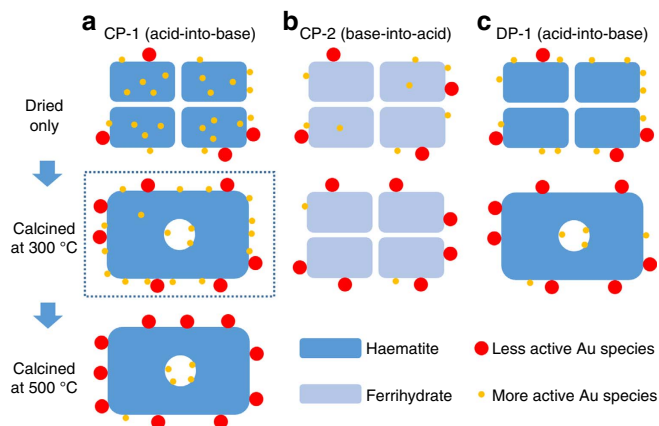 a
CP-1 (acid-into-base)
b
CP-2 (base-into-acid)
c
DP-1 (acid-into-base)
Dried
only
Calcined
at 300 °C
Calcined
at 500 °C
Haematite
Less active Au species
Ferrihydrate
More active Au species